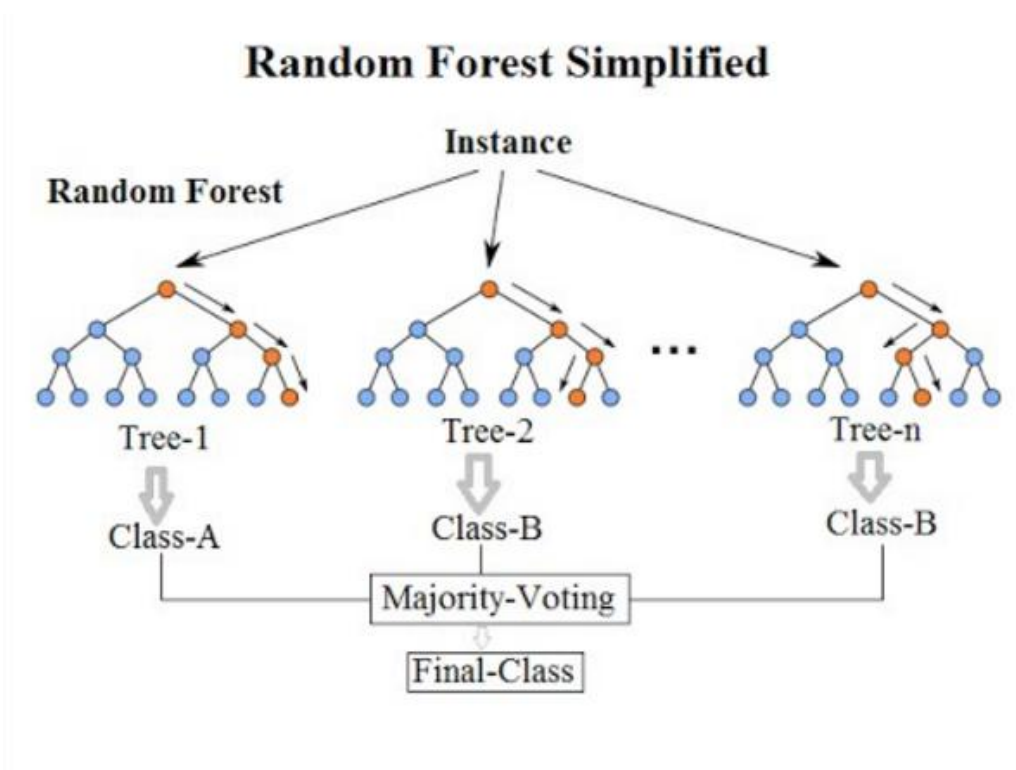 Random Forest Simplified
Instance
Random Forest
...
Tree-1
Tree-2
Tree-n
Class-A
Class-B
Class-B
Majority-Voting
Final-Class